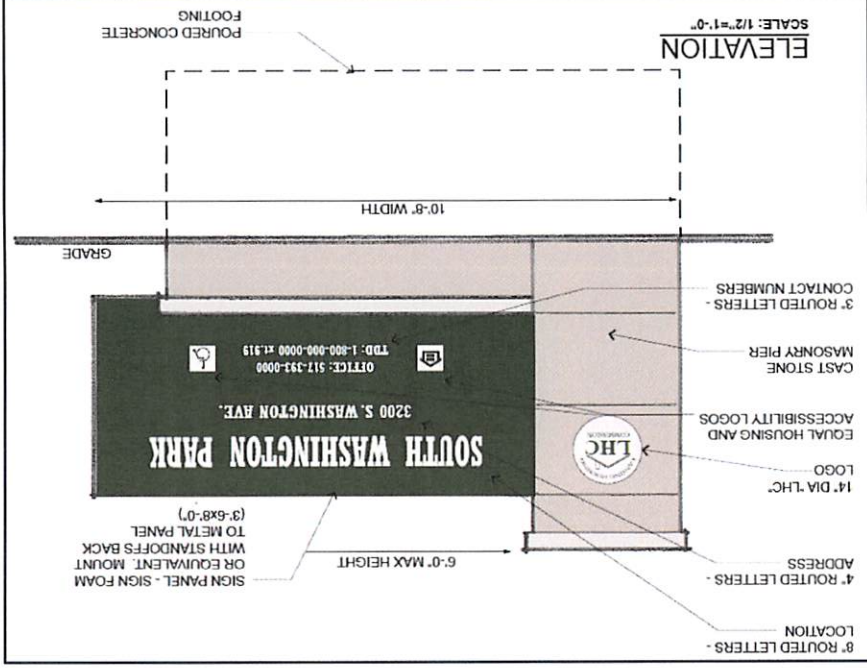 8" ROUTED LETTERS -
LOCATION
4" ROUTED LETTERS -
ADDRESS
14" DIA "LHC"
LOGO
EQUAL HOUSING AND
ACCESSIBILITY LOGOS
CAST STONE
MASONRY PIER
3" ROUTED LETTERS -
CONTACT NUMBERS
6'-0" MAX HEIGHT
SIGN PANEL - SIGN FOAM
OR EQUIVALENT. MOUNT
WITH STANDOFFS BACK
TO METAL PANEL
(3'-6x8'-0")
LHC
COMMISSION
SOUTH WASHINGTON PARK
3200 S. WASHINGTON AVE.
OFFICE: 517-393-0000
TDD: 1-800-000-0000 xt.919
GRADE
10'-8" WIDTH
POURED CONCRETE
FOOTING
ELEVATION
SCALE: 1/2"=1'-0"